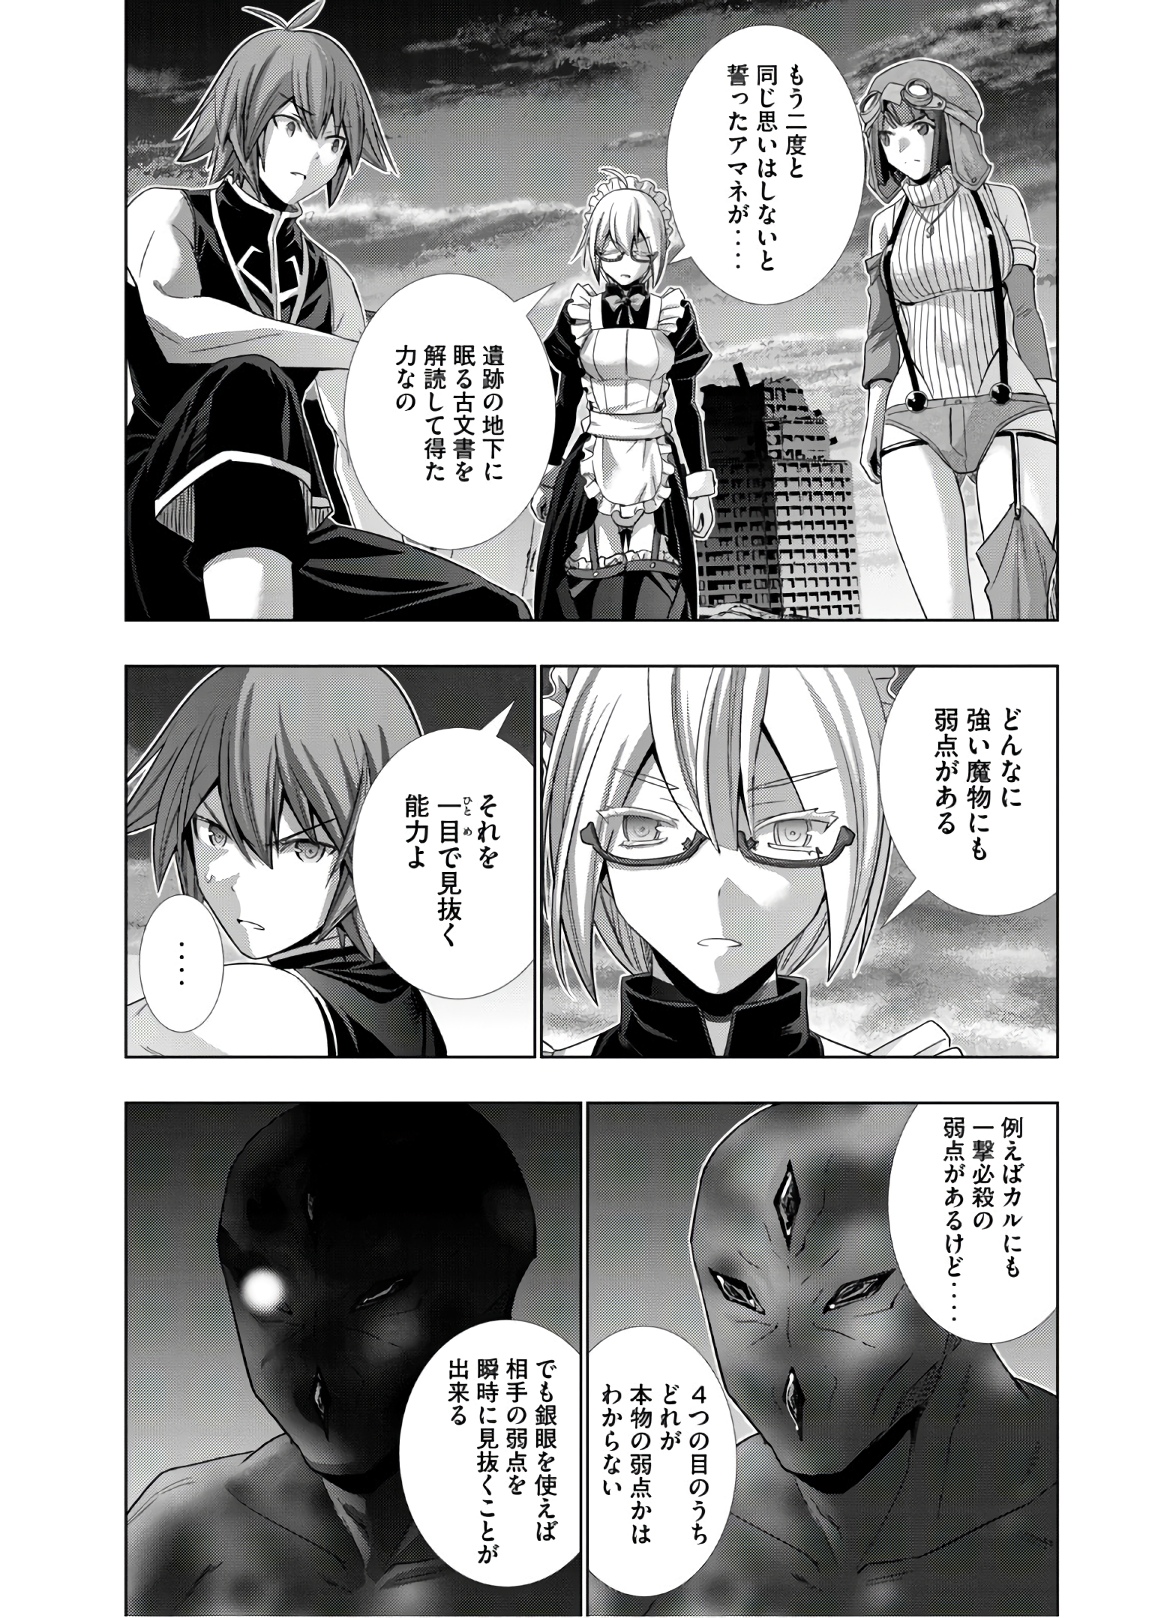 もう二度と
同じ思いはしないと
誓ったアマネが‥‥
遺跡の地下に
眠る古文書を
解読して得た
力なの
どんなに
強い魔物にも
弱点がある
それを
一目で見抜く
ひとめ
能力よ
‥‥
例えばカルにも
一撃必殺の
弱点があるけど‥‥
4つの目のうち
どれが
本物の弱点かは
わからない
でも銀眼を使えば
相手の弱点を
瞬時に見抜くことが
出来る